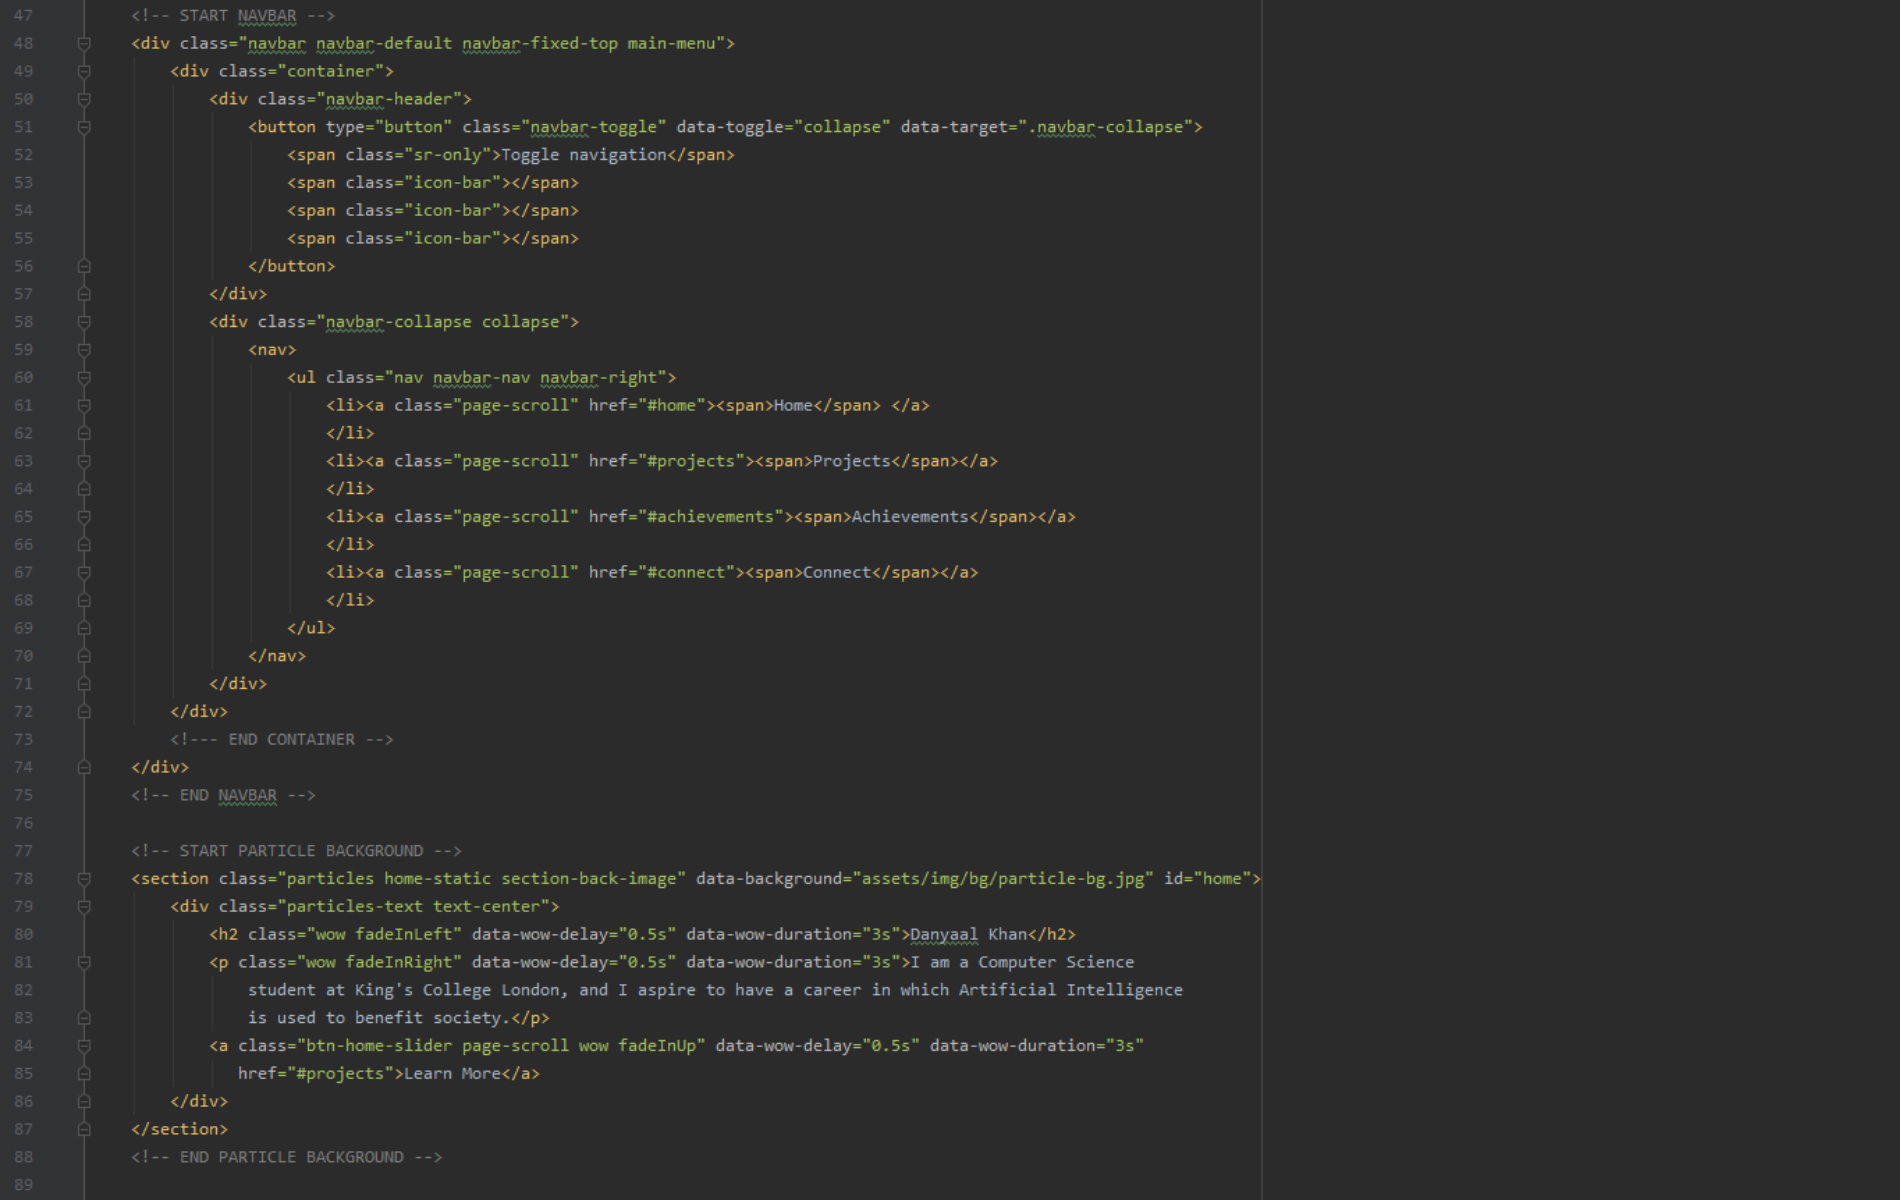 47 <!-- START NAVBAR -->
48 <div class="navbar navbar-default navbar-fixed-top main-menu">
49 <div class="container">
50 <div class="navbar-header">
51 <button type="button" class="navbar-toggle" data-toggle="collapse" data-target=".navbar-collapse">
52 <span class="sr-only">Toggle navigation</span>
53 <span class="icon-bar"></span>
54 <span class="icon-bar"></span>
55 <span class="icon-bar"></span>
56 </button>
57 </div>
58 <div class="navbar-collapse collapse">
59 <nav>
60 <ul class="nav navbar-nav navbar-right">
61 <li><a class="page-scroll" href="#home"><span>Home</span> </a>
62 </li>
63 <li><a class="page-scroll" href="#projects"><span>Projects</span></a>
64 </li>
65 <li><a class="page-scroll" href="#achievements"><span>Achievements</span></a>
66 </li>
67 <li><a class="page-scroll" href="#connect"><span>Connect</span></a>
68 </li>
69 </ul>
70 </nav>
71 </div>
72 </div>
73 <!--- END CONTAINER -->
74 </div>
75 <!-- END NAVBAR -->
76
77 <!-- START PARTICLE BACKGROUND -->
78 <section class="particles home-static section-back-image" data-background="assets/img/bg/particle-bg.jpg" id="home">
79 <div class="particles-text text-center">
80 <h2 class="wow fadeInLeft" data-wow-delay="0.5s" data-wow-duration="3s">Danyaal Khan</h2>
81 <p class="wow fadeInRight" data-wow-delay="0.5s" data-wow-duration="3s">I am a Computer Science
82 student at King's College London, and I aspire to have a career in which Artificial Intelligence
83 is used to benefit society.</p>
84 <a class="btn-home-slider page-scroll wow fadeInUp" data-wow-delay="0.5s" data-wow-duration="3s"
85 href="#projects">Learn More</a>
86 </div>
87 </section>
88 <!-- END PARTICLE BACKGROUND -->
89